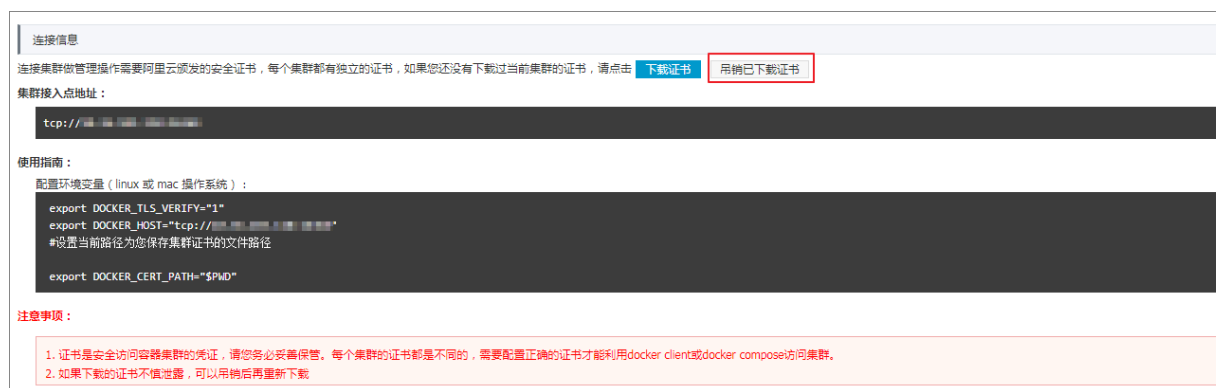 连接信息
连接集群做管理操作需要阿里云颁发的安全证书，每个集群都有独立的证书，如果您还没有下载过当前集群的证书，请点击 下载证书 吊销已下载证书
集群接入点地址：
tcp://
使用指南：
配置环境变量（linux 或 mac 操作系统）：
export DOCKER_TLS_VERIFY="1"
export DOCKER_HOST="tcp:// "
#设置当前路径为您保存集群证书的文件路径
export DOCKER_CERT_PATH="$PWD"
注意事项：
1. 证书是安全访问容器集群的凭证，请您务必妥善保管。每个集群的证书都是不同的，需要配置正确的证书才能利用docker client或docker compose访问集群。
2. 如果下载的证书不慎泄露，可以吊销后再重新下载